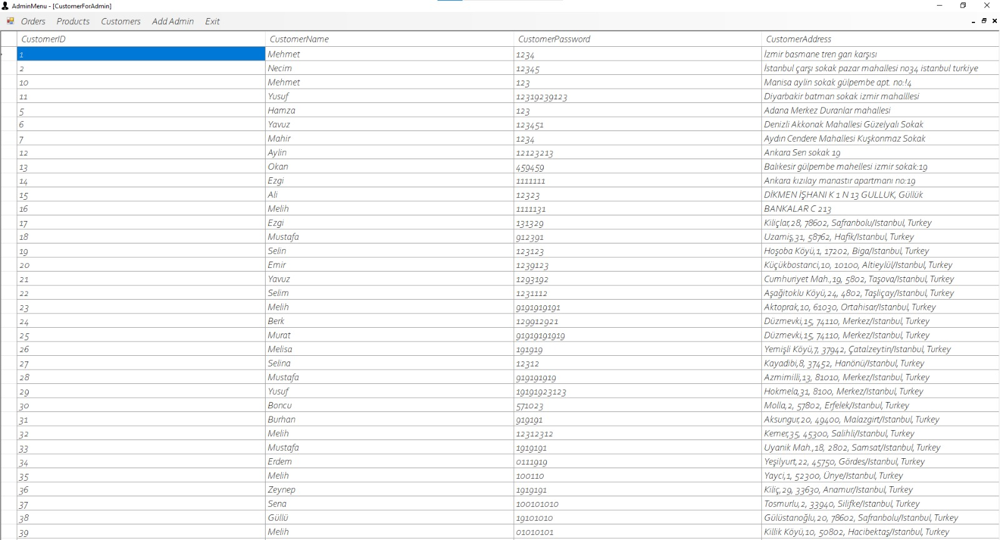 AdminMenu - [CustomerForAdmin]
Orders Products Customers Add Admin Exit
CustomerID CustomerName CustomerPassword CustomerAddress
1 Mehmet 1234 İzmir basmane tren garı karşısı
2 Necim 12345 İstanbul çarşı sokak pazar mahallesi no34 istanbul turkiye
10 Mehmet 123 Manisa aylin sokak gülpembe apt. no:!4
11 Yusuf 12319239123 Diyarbakir batman sokak izmir mahalllesi
5 Hamza 123 Adana Merkez Duranlar mahallesi
6 Yavuz 123451 Denizli Akkonak Mahallesi Güzelyalı Sokak
7 Mahir 1234 Aydın Cendere Mahallesi Kuşkonmaz Sokak
12 Aylin 12123213 Ankara Sen sokak 19
13 Okan 459459 Balıkesir gülpembe mahellesi izmir sokak:19
14 Ezgi 1111111 Ankara kızılay manastır apartmanı no:19
15 Ali 12323 DİKMEN İŞHANI K 1 N 13 GULLUK, Güllük
16 Melih 1111131 BANKALAR C 213
17 Ezgi 131329 Kiliçlar,28, 78602, Safranbolu/Istanbul, Turkey
18 Mustafa 912391 Uzamiş,31, 58762, Hafik/Istanbul, Turkey
19 Selin 123123 Hoşoba Köyü,1, 17202, Biga/Istanbul, Turkey
20 Emir 1239123 Küçükbostanci,10, 10100, Altieylül/Istanbul, Turkey
21 Yavuz 1293192 Cumhuriyet Mah.,19, 5802, Taşova/Istanbul, Turkey
22 Selim 1231112 Aşağitoklu Köyü,24, 4802, Taşliçay/Istanbul, Turkey
23 Melih 9191919191 Aktoprak,10, 61030, Ortahisar/Istanbul, Turkey
24 Berk 129912921 Düzmevki,15, 74110, Merkez/Istanbul, Turkey
25 Murat 91919191919 Düzmevki,15, 74110, Merkez/Istanbul, Turkey
26 Melisa 191919 Yemişli Köyü,7, 37942, Çatalzeytin/Istanbul, Turkey
27 Selina 12312 Kayadibi,8, 37452, Hanönü/Istanbul, Turkey
28 Mustafa 919191919 Azmimilli,13, 81010, Merkez/Istanbul, Turkey
29 Yusuf 19191923123 Hokmela,31, 8100, Merkez/Istanbul, Turkey
30 Boncu 571023 Molla,2, 57802, Erfelek/Istanbul, Turkey
31 Burhan 919191 Aksungur,20, 49400, Malazgirt/Istanbul, Turkey
32 Melih 12312312 Kemer,35, 45300, Salihli/Istanbul, Turkey
33 Mustafa 1919191 Uyanik Mah.,18, 2802, Samsat/Istanbul, Turkey
34 Erdem 0111919 Yeşilyurt,22, 45750, Gördes/Istanbul, Turkey
35 Melih 100110 Yayci,1, 52300, Ünye/Istanbul, Turkey
36 Zeynep 1919191 Kiliç,29, 33630, Anamur/Istanbul, Turkey
37 Sena 100101010 Tosmurlu,2, 33940, Silifke/Istanbul, Turkey
38 Güllü 19101010 Gülüstanoğlu,20, 78602, Safranbolu/Istanbul, Turkey
39 Melih 01010101 Killik Köyü,10, 50802, Hacibektaş/Istanbul, Turkey